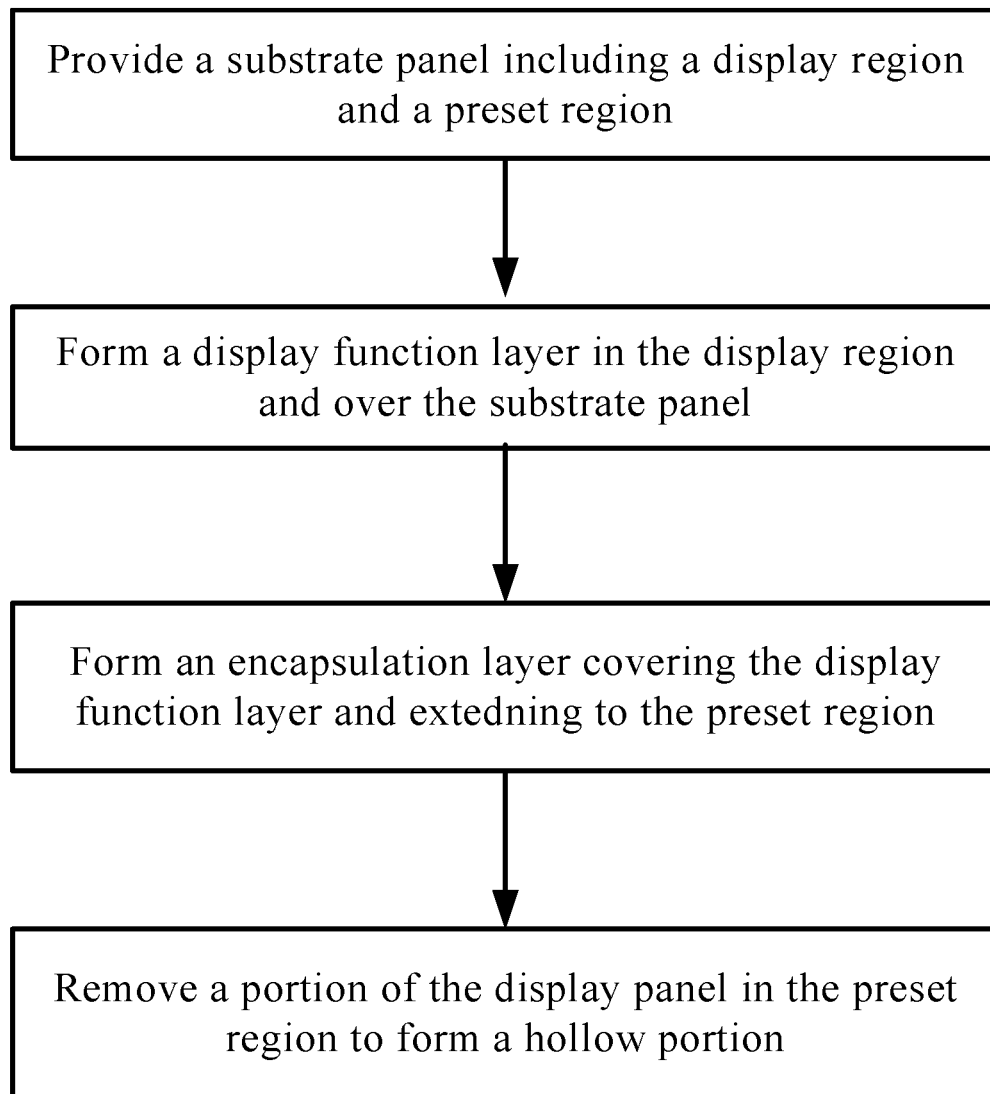 Provide a substrate panel including a display region
and a preset region
Form a display function layer in the display region
and over the substrate panel
Form an encapsulation layer covering the display
function layer and extedning to the preset region
Remove a portion of the display panel in the preset
region to form a hollow portion